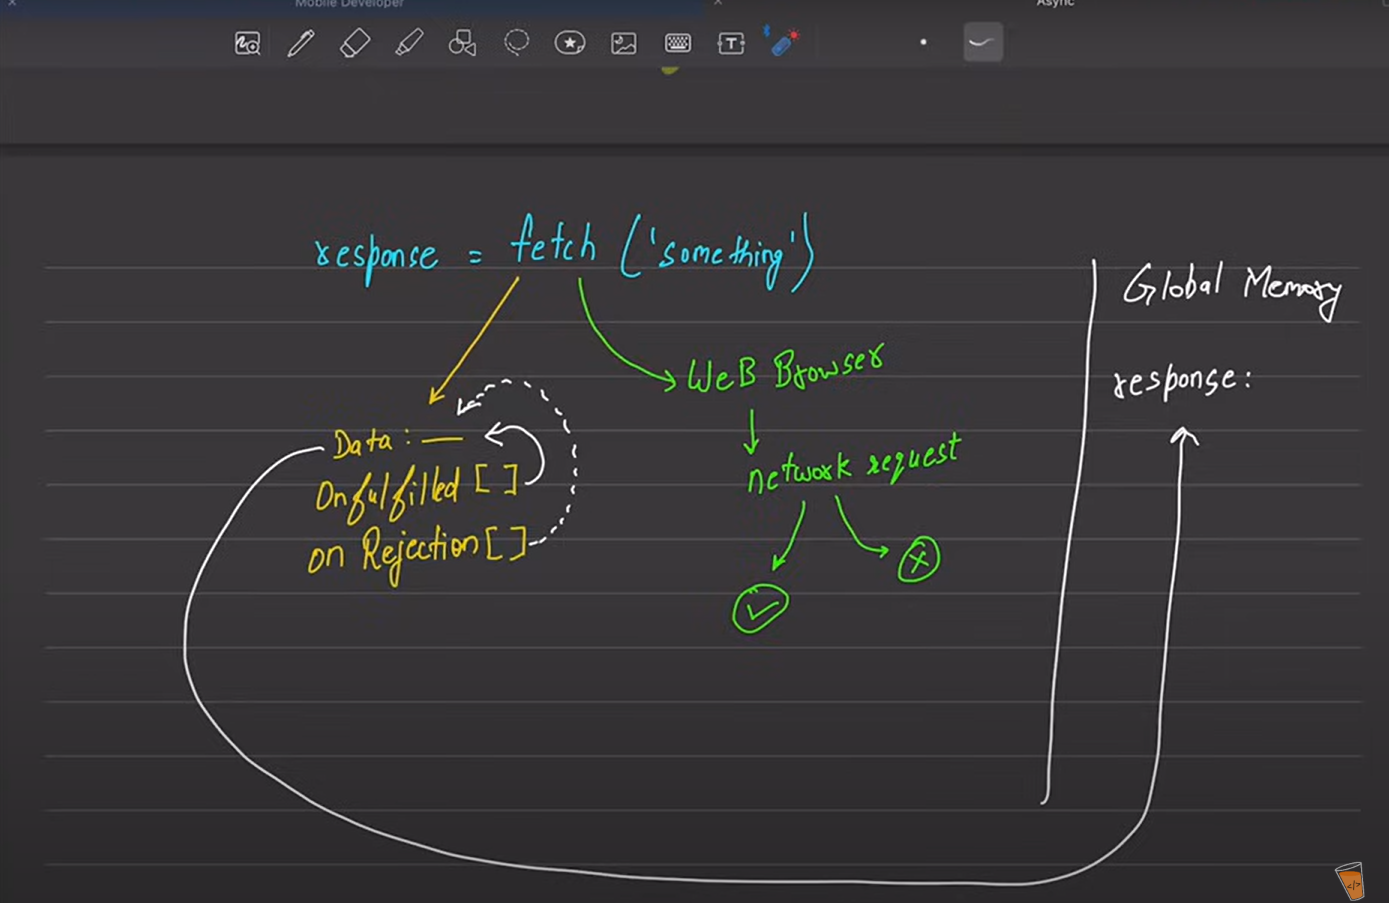 Mobile Developer
Async
response = fetch ('something')
Global Memory
response:
WeB Browser
network request
Data: —
Onfulfilled [ ]
on Rejection [ ]